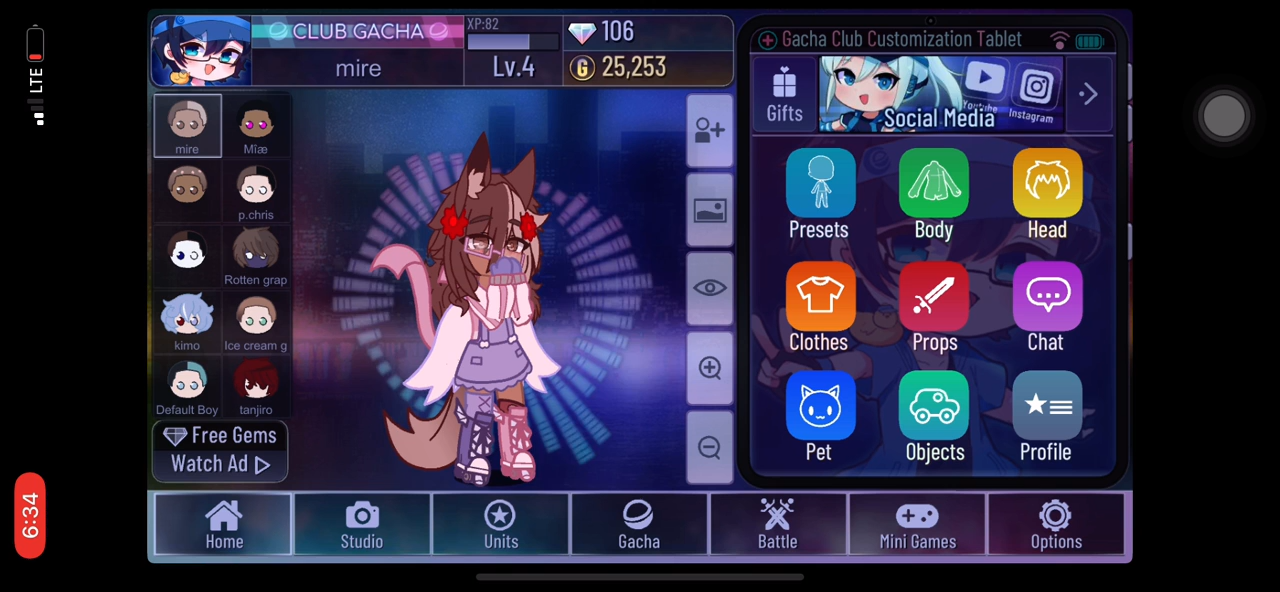 LTE
6:34
CLUB GACHA
mire
XP:82
Lv.4
106
G 25,253
mire
Mîæ
p.chris
Rotten grap
kimo
Ice cream g
Default Boy
tanjiro
Free Gems
Watch Ad
Gacha Club Customization Tablet
Gifts
Youtube
Instagram
Social Media
Presets
Body
Head
Clothes
Props
Chat
Pet
Objects
Profile
Home
Studio
Units
Gacha
Battle
Mini Games
Options